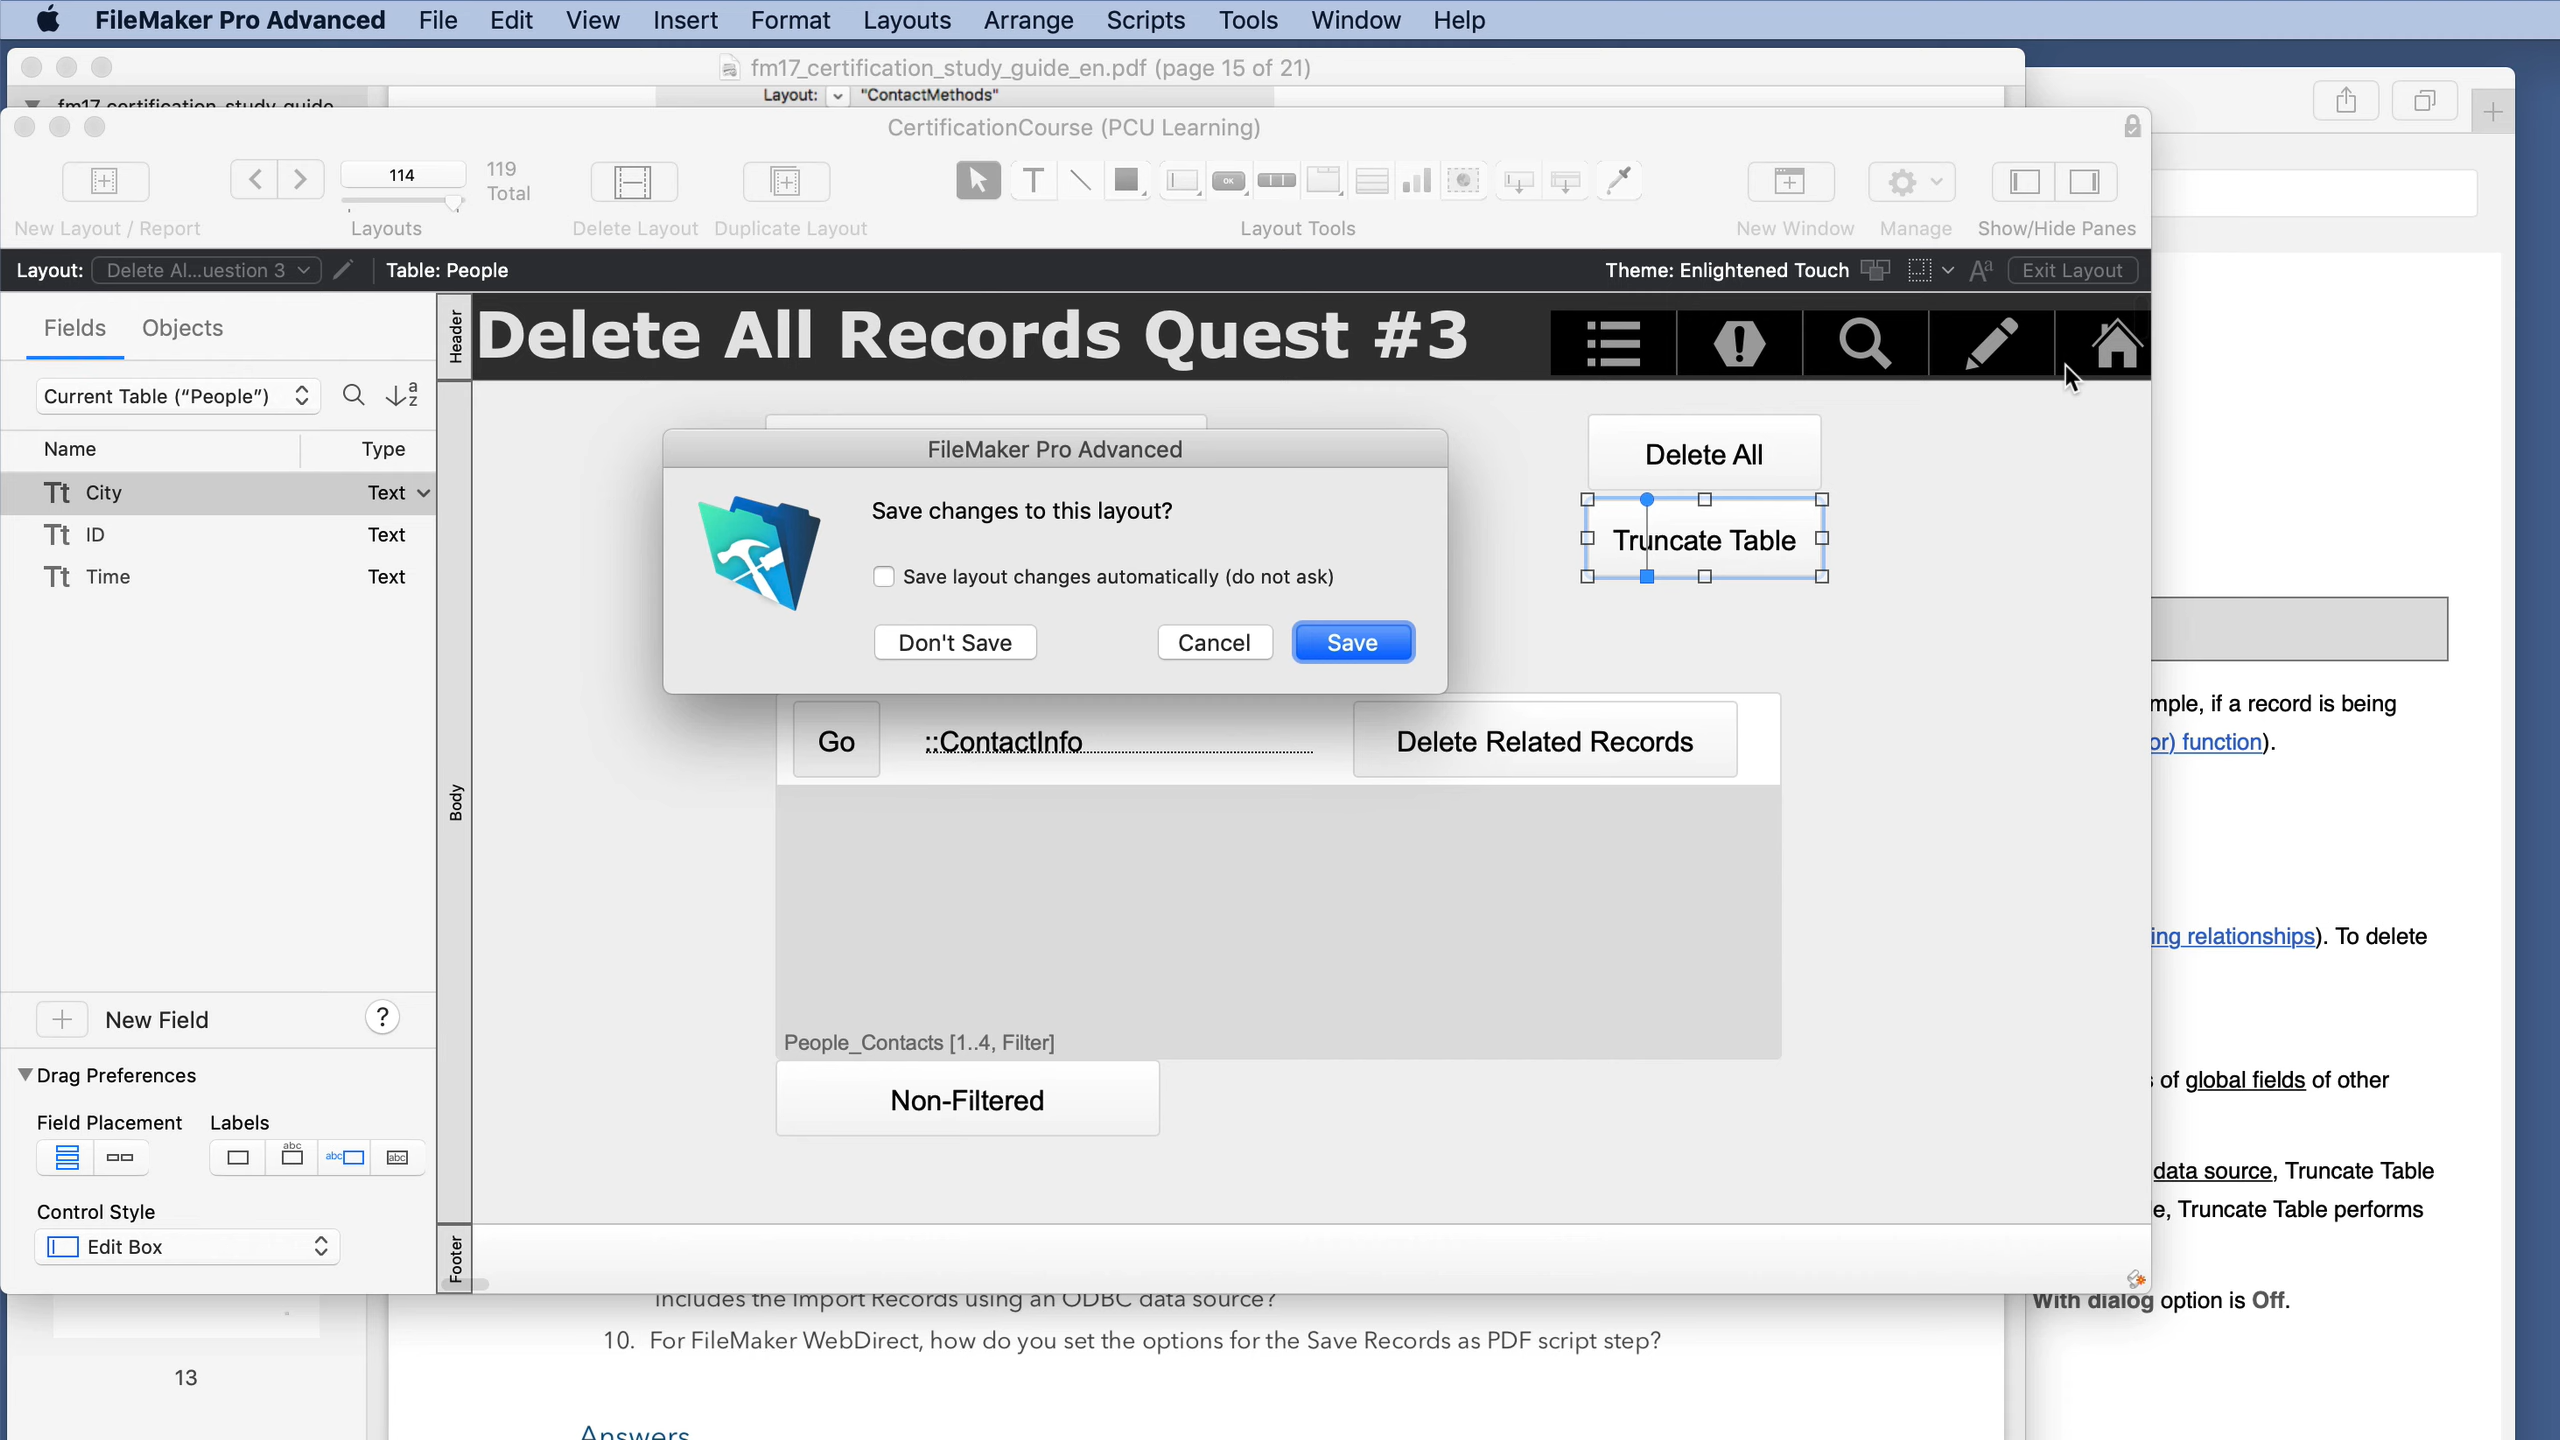 FileMaker Pro Advanced File Edit View Insert Format Layouts Arrange Scripts Tools Window Help
fm17_certification_study_guide_en.pdf (page 15 of 21)
fm17 certification study guide
Layout: "ContactMethods"
CertificationCourse (PCU Learning)
114
119
Total
OK
New Layout / Report
Layouts
Delete Layout
Duplicate Layout
Layout Tools
New Window
Manage
Show/Hide Panes
Layout: Delete Al...uestion 3
Table: People
Theme: Enlightened Touch
Exit Layout
Fields
Objects
Header
Delete All Records Quest #3
Current Table (“People”)
Name
Type
City
Text
ID
Text
Time
Text
FileMaker Pro Advanced
Save changes to this layout?
Save layout changes automatically (do not ask)
Don't Save
Cancel
Save
Delete All
Truncate Table
Go
::ContactInfo
Delete Related Records
Body
People_Contacts [1..4, Filter]
Non-Filtered
New Field
?
Drag Preferences
Field Placement
Labels
abc
abc
abc
Control Style
Edit Box
Footer
mple, if a record is being
or) function).
ing relationships). To delete
of global fields of other
data source, Truncate Table
e, Truncate Table performs
With dialog option is Off.
includes the Import Records using an ODBC data source?
10. For FileMaker WebDirect, how do you set the options for the Save Records as PDF script step?
13
Answers